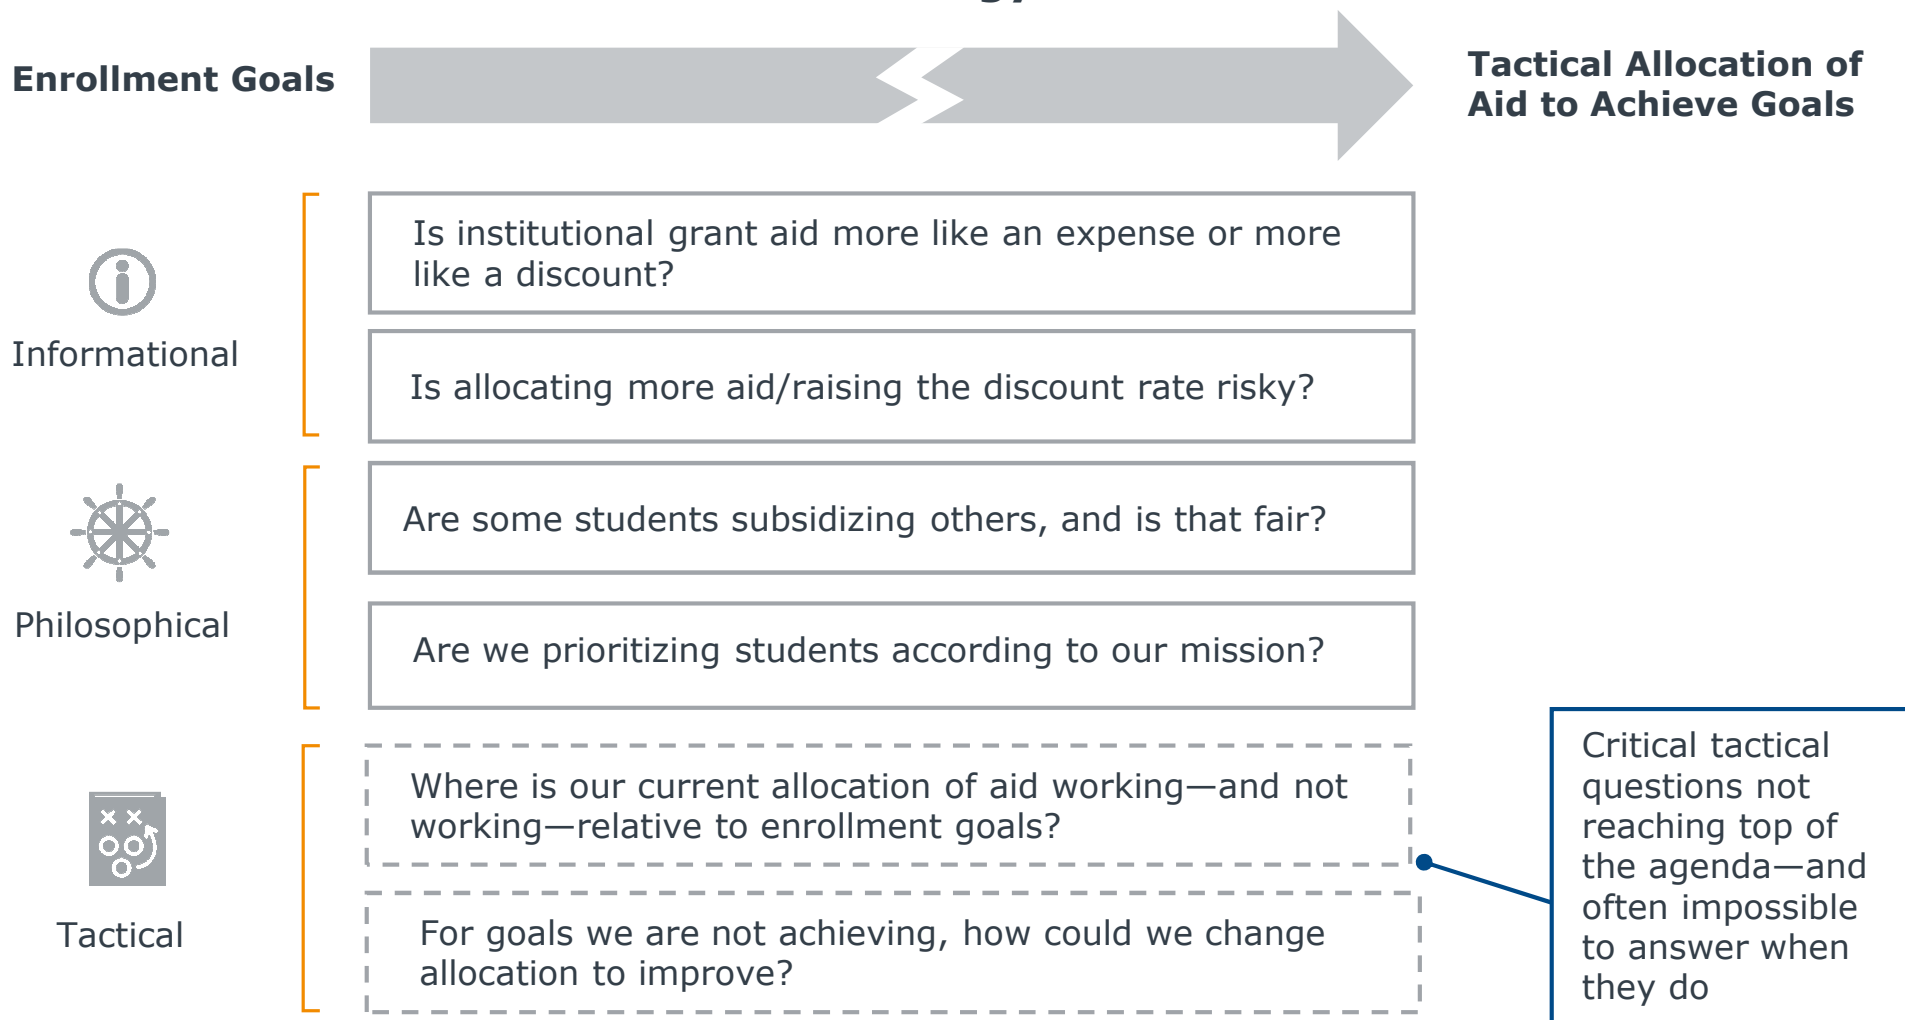 Enrollment Goals
Tactical Allocation of
Aid to Achieve Goals
Is institutional grant aid more like an expense or more
like a discount?
Informational
Is allocating more aid/raising the discount rate risky?
Are some students subsidizing others, and is that fair?
Philosophical
Are we prioritizing students according to our mission?
Where is our current allocation of aid working—and not
working—relative to enrollment goals?
Tactical
For goals we are not achieving, how could we change
allocation to improve?
Critical tactical
questions not
reaching top of
the agenda—and
often impossible
to answer when
they do